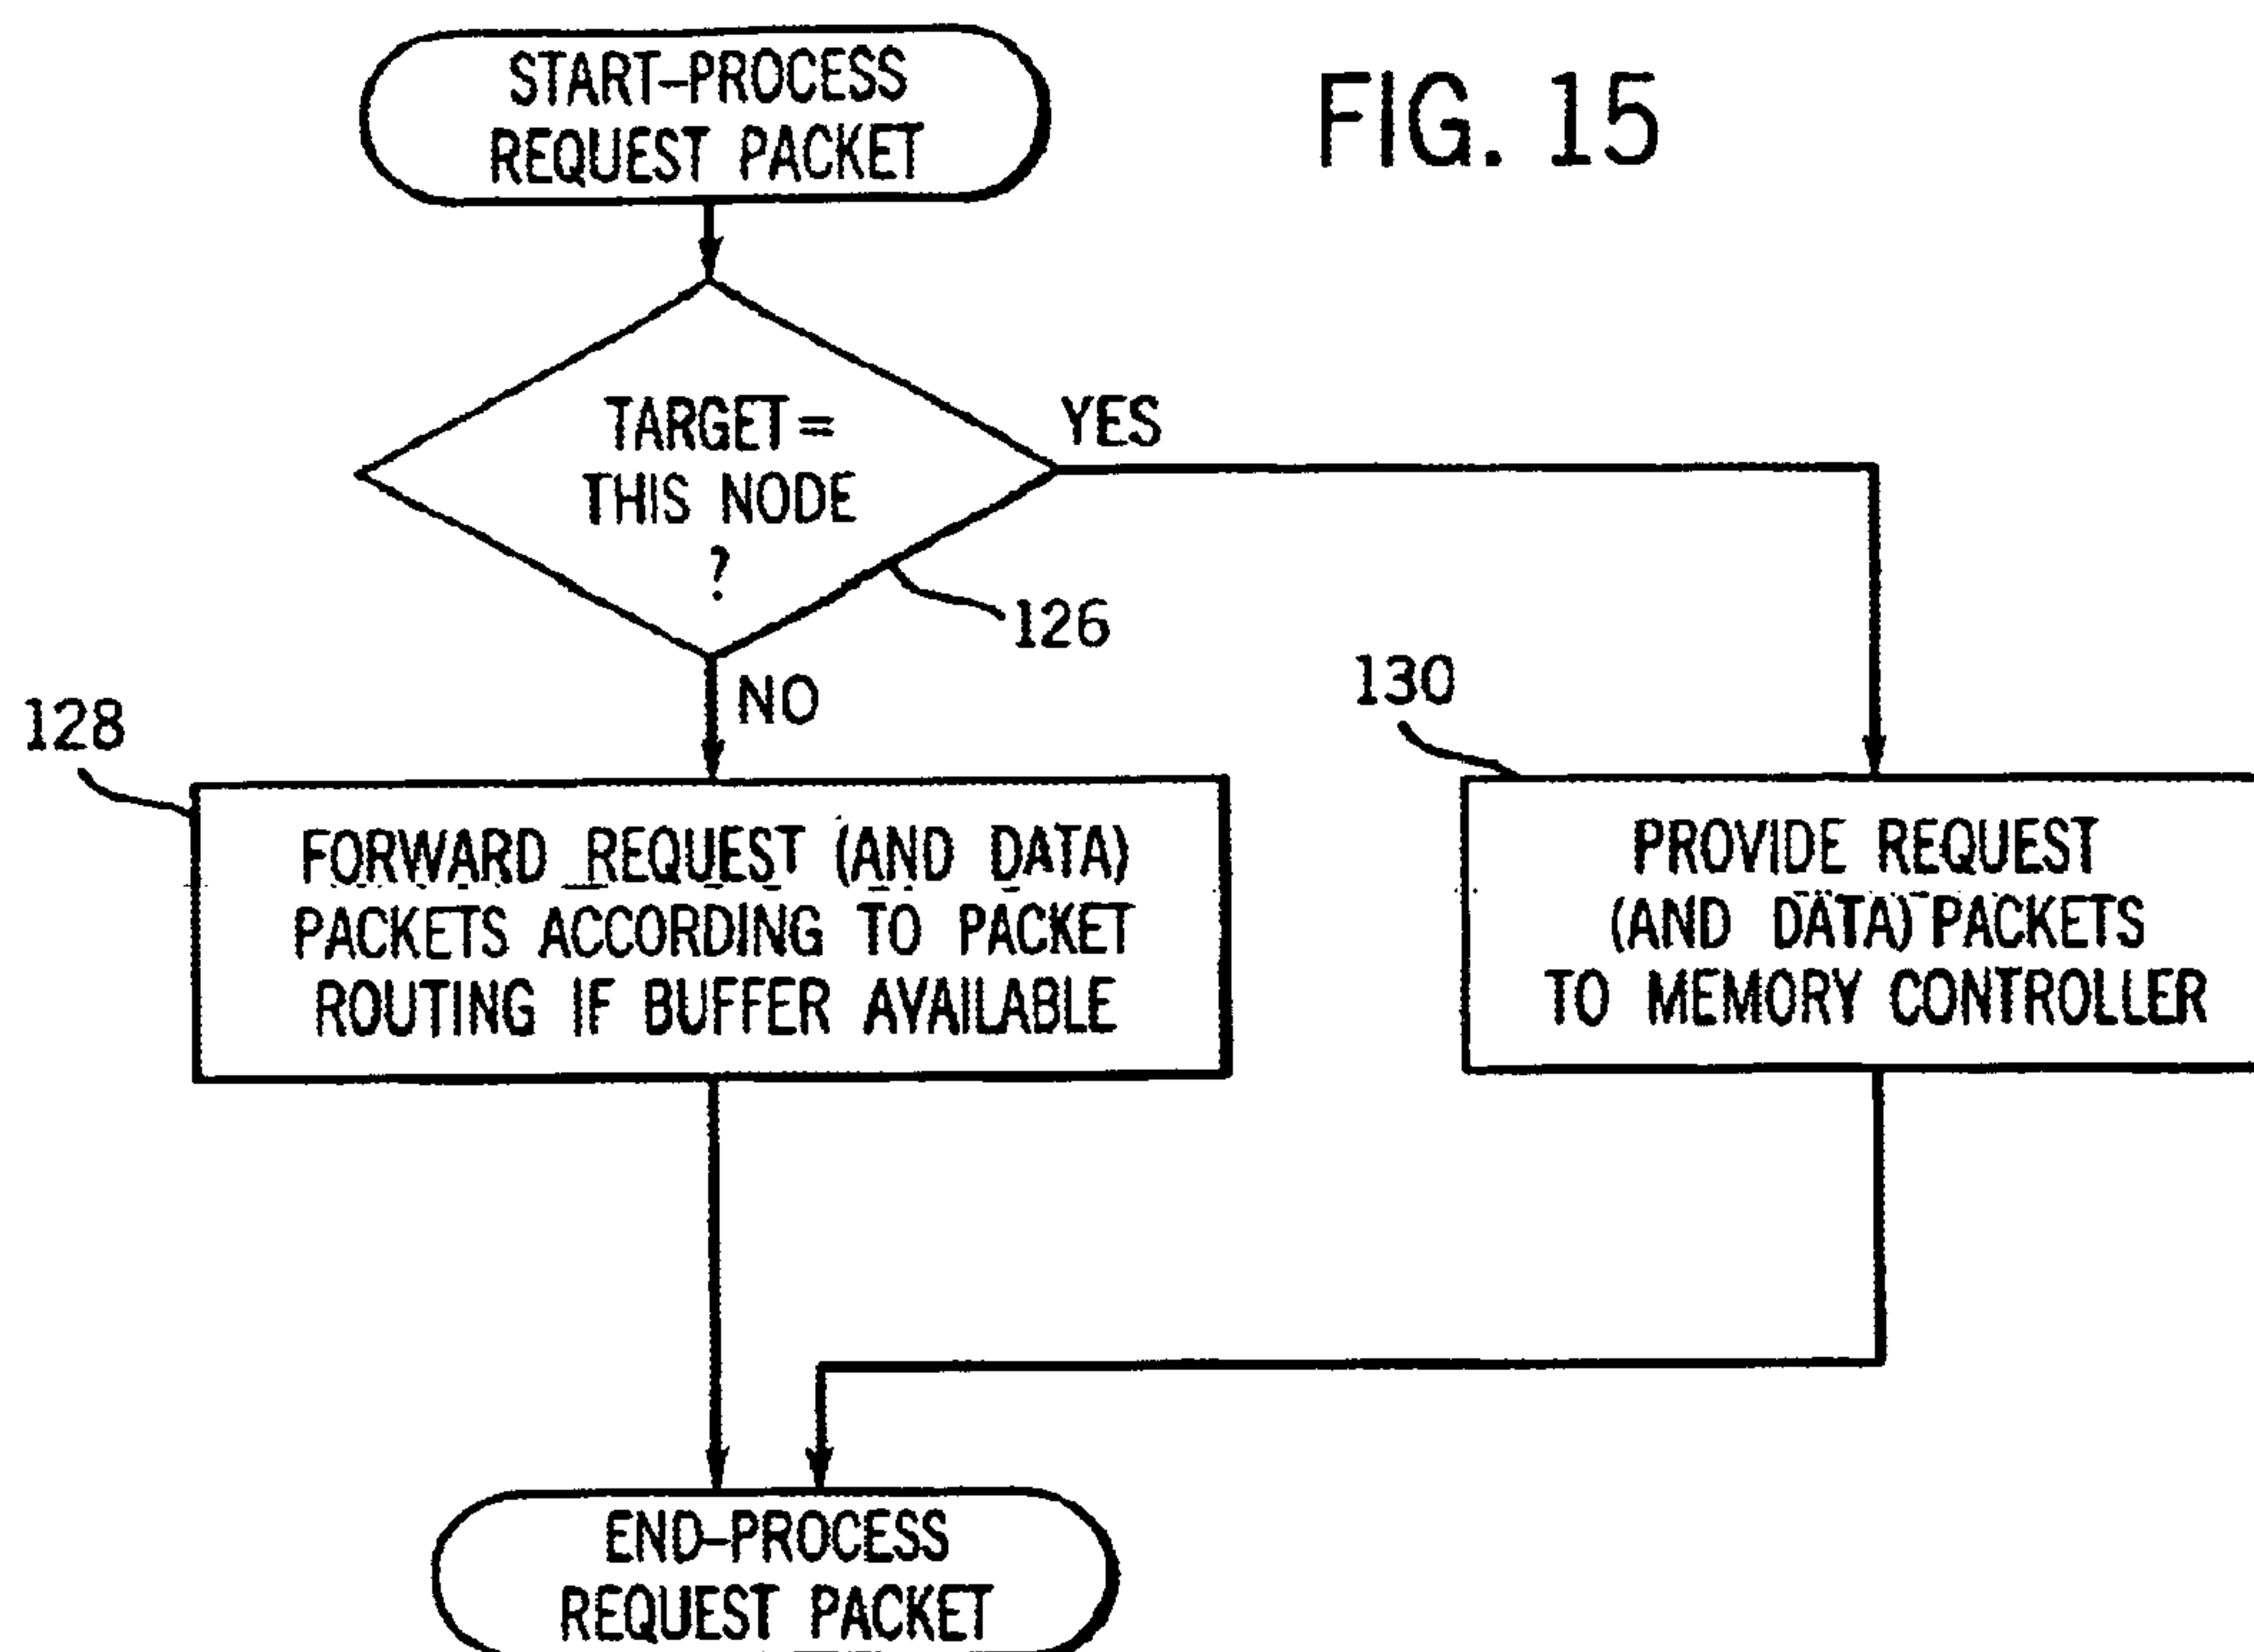 START-PROCESS
REQUEST PACKET
FIG. 15
TARGET=
THIS NODE
?
YES
126
NO
128
130
FORWARD REQUEST (AND DATA)
PACKETS ACCORDING TO PACKET
ROUTING IF BUFFER AVAILABLE
PROVIDE REQUEST
(AND DATA) PACKETS
TO MEMORY CONTROLLER
END-PROCESS
REQUEST PACKET